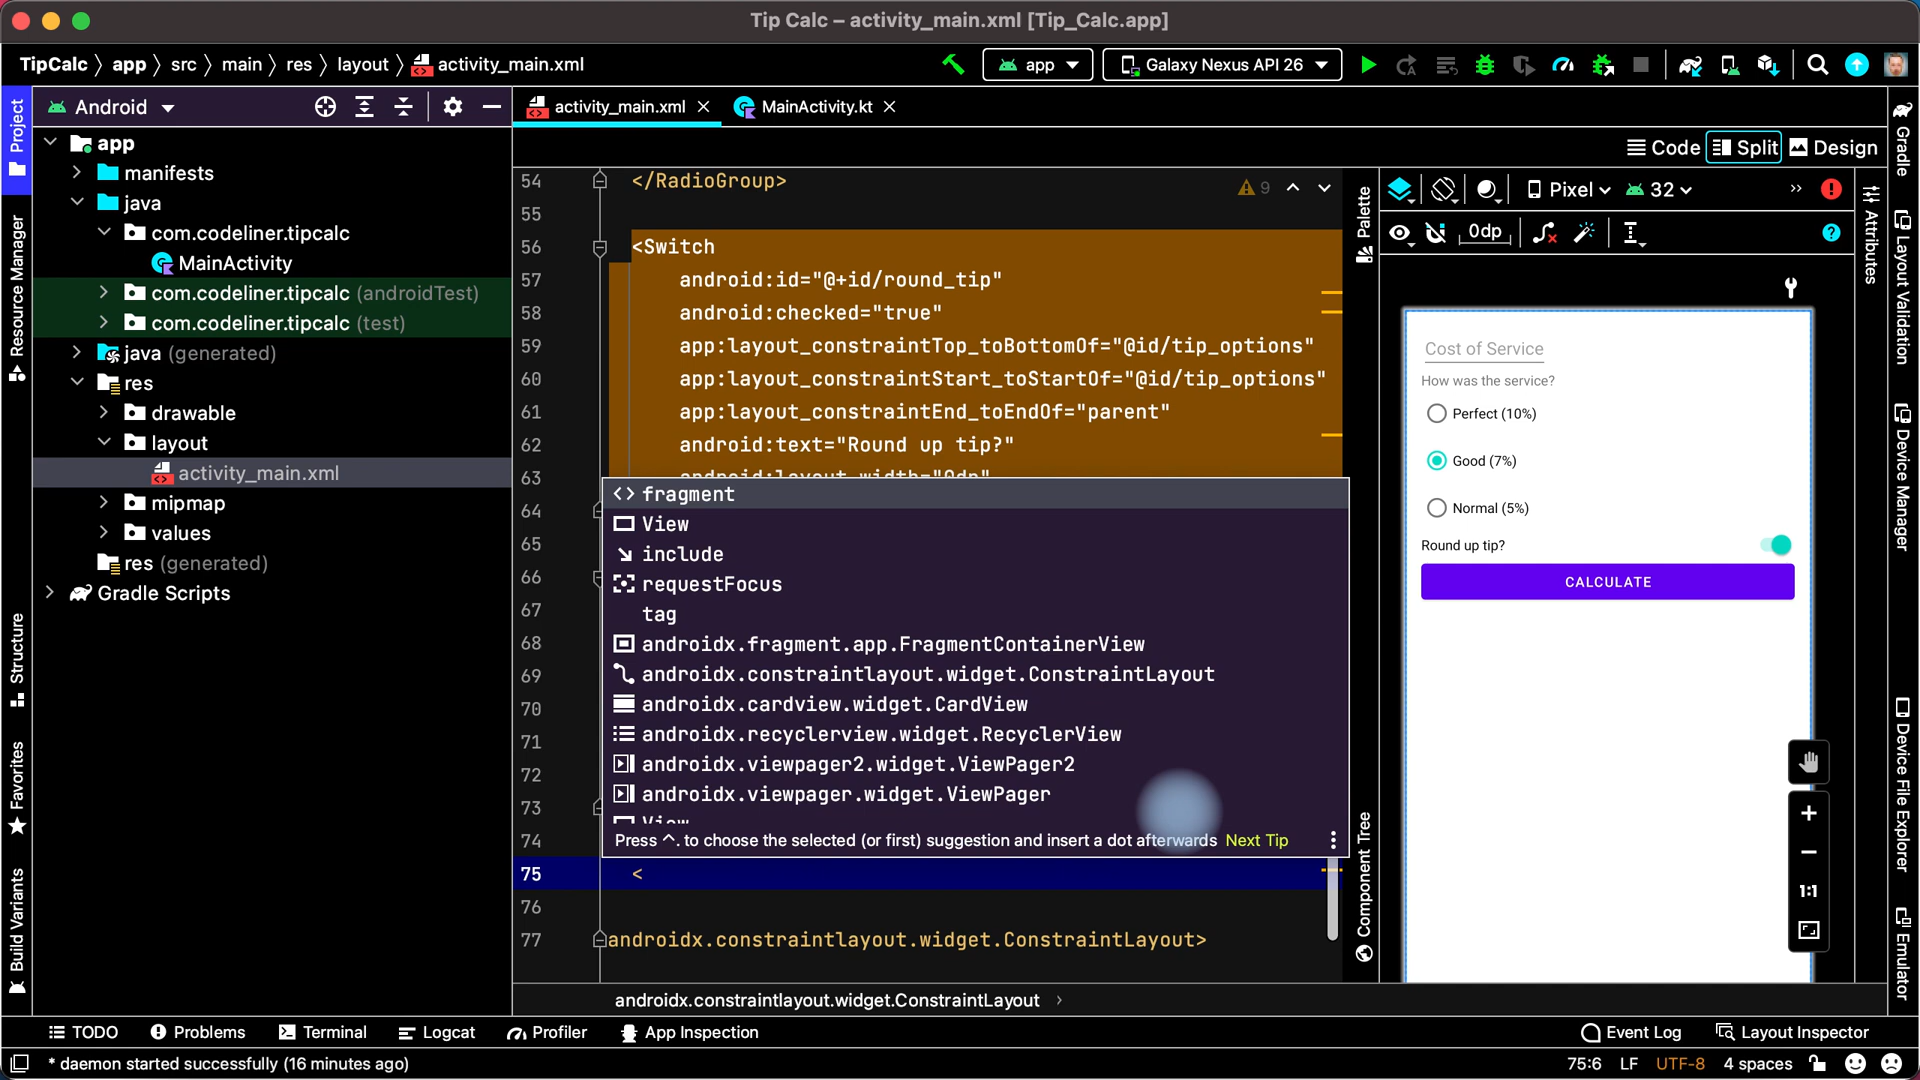 Tip Calc – activity_main.xml [Tip_Calc.app]
TipCalc 〉 app 〉 src 〉 main 〉 res 〉 layout 〉 activity_main.xml
app
Galaxy Nexus API 26
Project
Android
activity_main.xml
MainActivity.kt
Gradle
Code
Split
Design
app
manifests
java
com.codeliner.tipcalc
MainActivity
com.codeliner.tipcalc (androidTest)
com.codeliner.tipcalc (test)
java (generated)
res
drawable
layout
activity_main.xml
mipmap
values
res (generated)
Gradle Scripts
Resource Manager
Structure
Favorites
Build Variants
54 </RadioGroup>
9
55
56 <Switch
57 android:id="@+id/round_tip"
58 android:checked="true"
59 app:layout_constraintTop_toBottomOf="@id/tip_options"
60 app:layout_constraintStart_toStartOf="@id/tip_options"
61 app:layout_constraintEnd_toEndOf="parent"
62 android:text="Round up tip?"
63 android:layout_width="0dp"
64
65
66
67
68
69
70
71
72
73
74
75 <
76
77 androidx.constraintlayout.widget.ConstraintLayout>
<> fragment
View
include
requestFocus
tag
androidx.fragment.app.FragmentContainerView
androidx.constraintlayout.widget.ConstraintLayout
androidx.cardview.widget.CardView
androidx.recyclerview.widget.RecyclerView
androidx.viewpager2.widget.ViewPager2
androidx.viewpager.widget.ViewPager
View
Press ^. to choose the selected (or first) suggestion and insert a dot afterwards Next Tip
androidx.constraintlayout.widget.ConstraintLayout
Palette
Component Tree
Pixel
32
0dp
Cost of Service
How was the service?
Perfect (10%)
Good (7%)
Normal (5%)
Round up tip?
CALCULATE
1:1
Attributes
Layout Validation
Device Manager
Device File Explorer
Emulator
TODO
Problems
Terminal
Logcat
Profiler
App Inspection
Event Log
Layout Inspector
* daemon started successfully (16 minutes ago)
75:6
LF
UTF-8
4 spaces